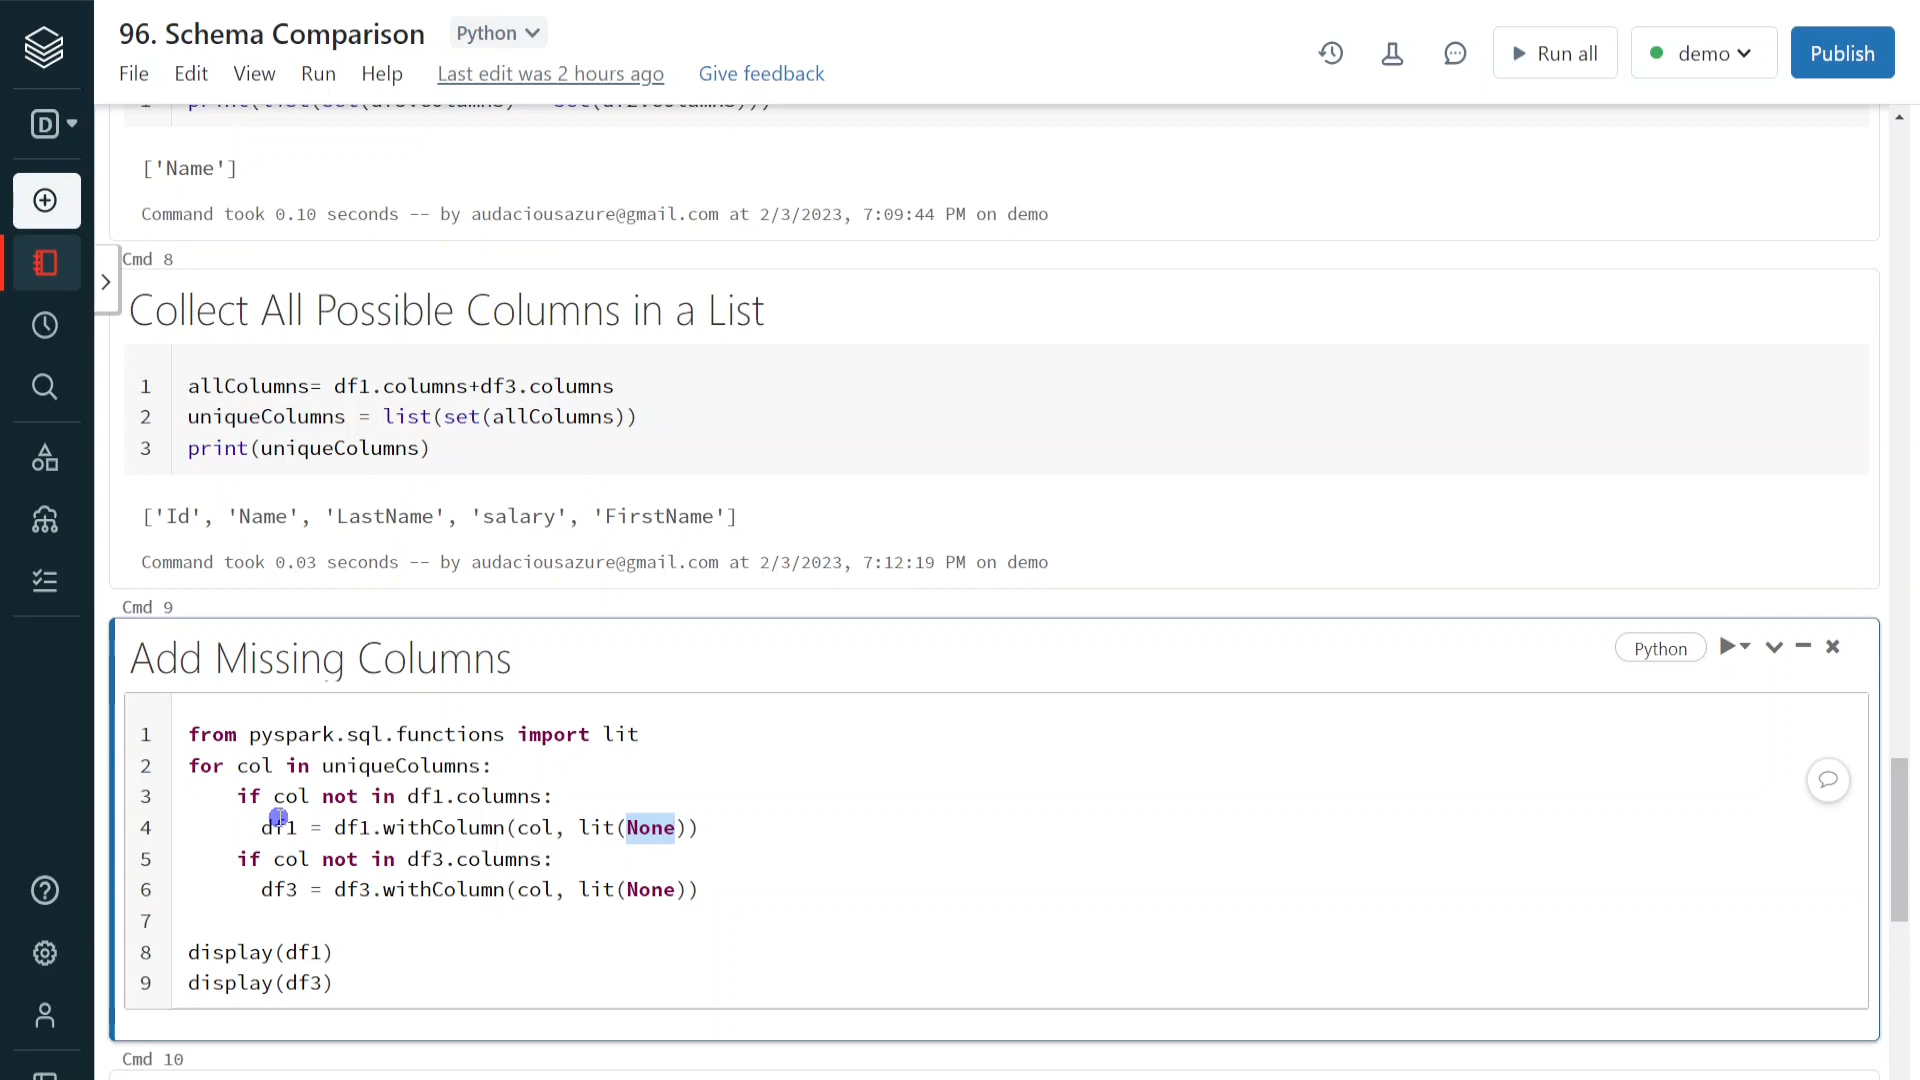 96. Schema Comparison
Python
File Edit View Run Help Last edit was 2 hours ago Give feedback
Run all
demo
Publish
D
['Name']
Command took 0.10 seconds -- by audaciousazure@gmail.com at 2/3/2023, 7:09:44 PM on demo
Cmd 8
Collect All Possible Columns in a List
1 allColumns= df1.columns+df3.columns
2 uniqueColumns = list(set(allColumns))
3 print(uniqueColumns)
['Id', 'Name', 'LastName', 'salary', 'FirstName']
Command took 0.03 seconds -- by audaciousazure@gmail.com at 2/3/2023, 7:12:19 PM on demo
Cmd 9
Add Missing Columns
Python
1 from pyspark.sql.functions import lit
2 for col in uniqueColumns:
3 if col not in df1.columns:
4 df1 = df1.withColumn(col, lit(None))
5 if col not in df3.columns:
6 df3 = df3.withColumn(col, lit(None))
7
8 display(df1)
9 display(df3)
Cmd 10